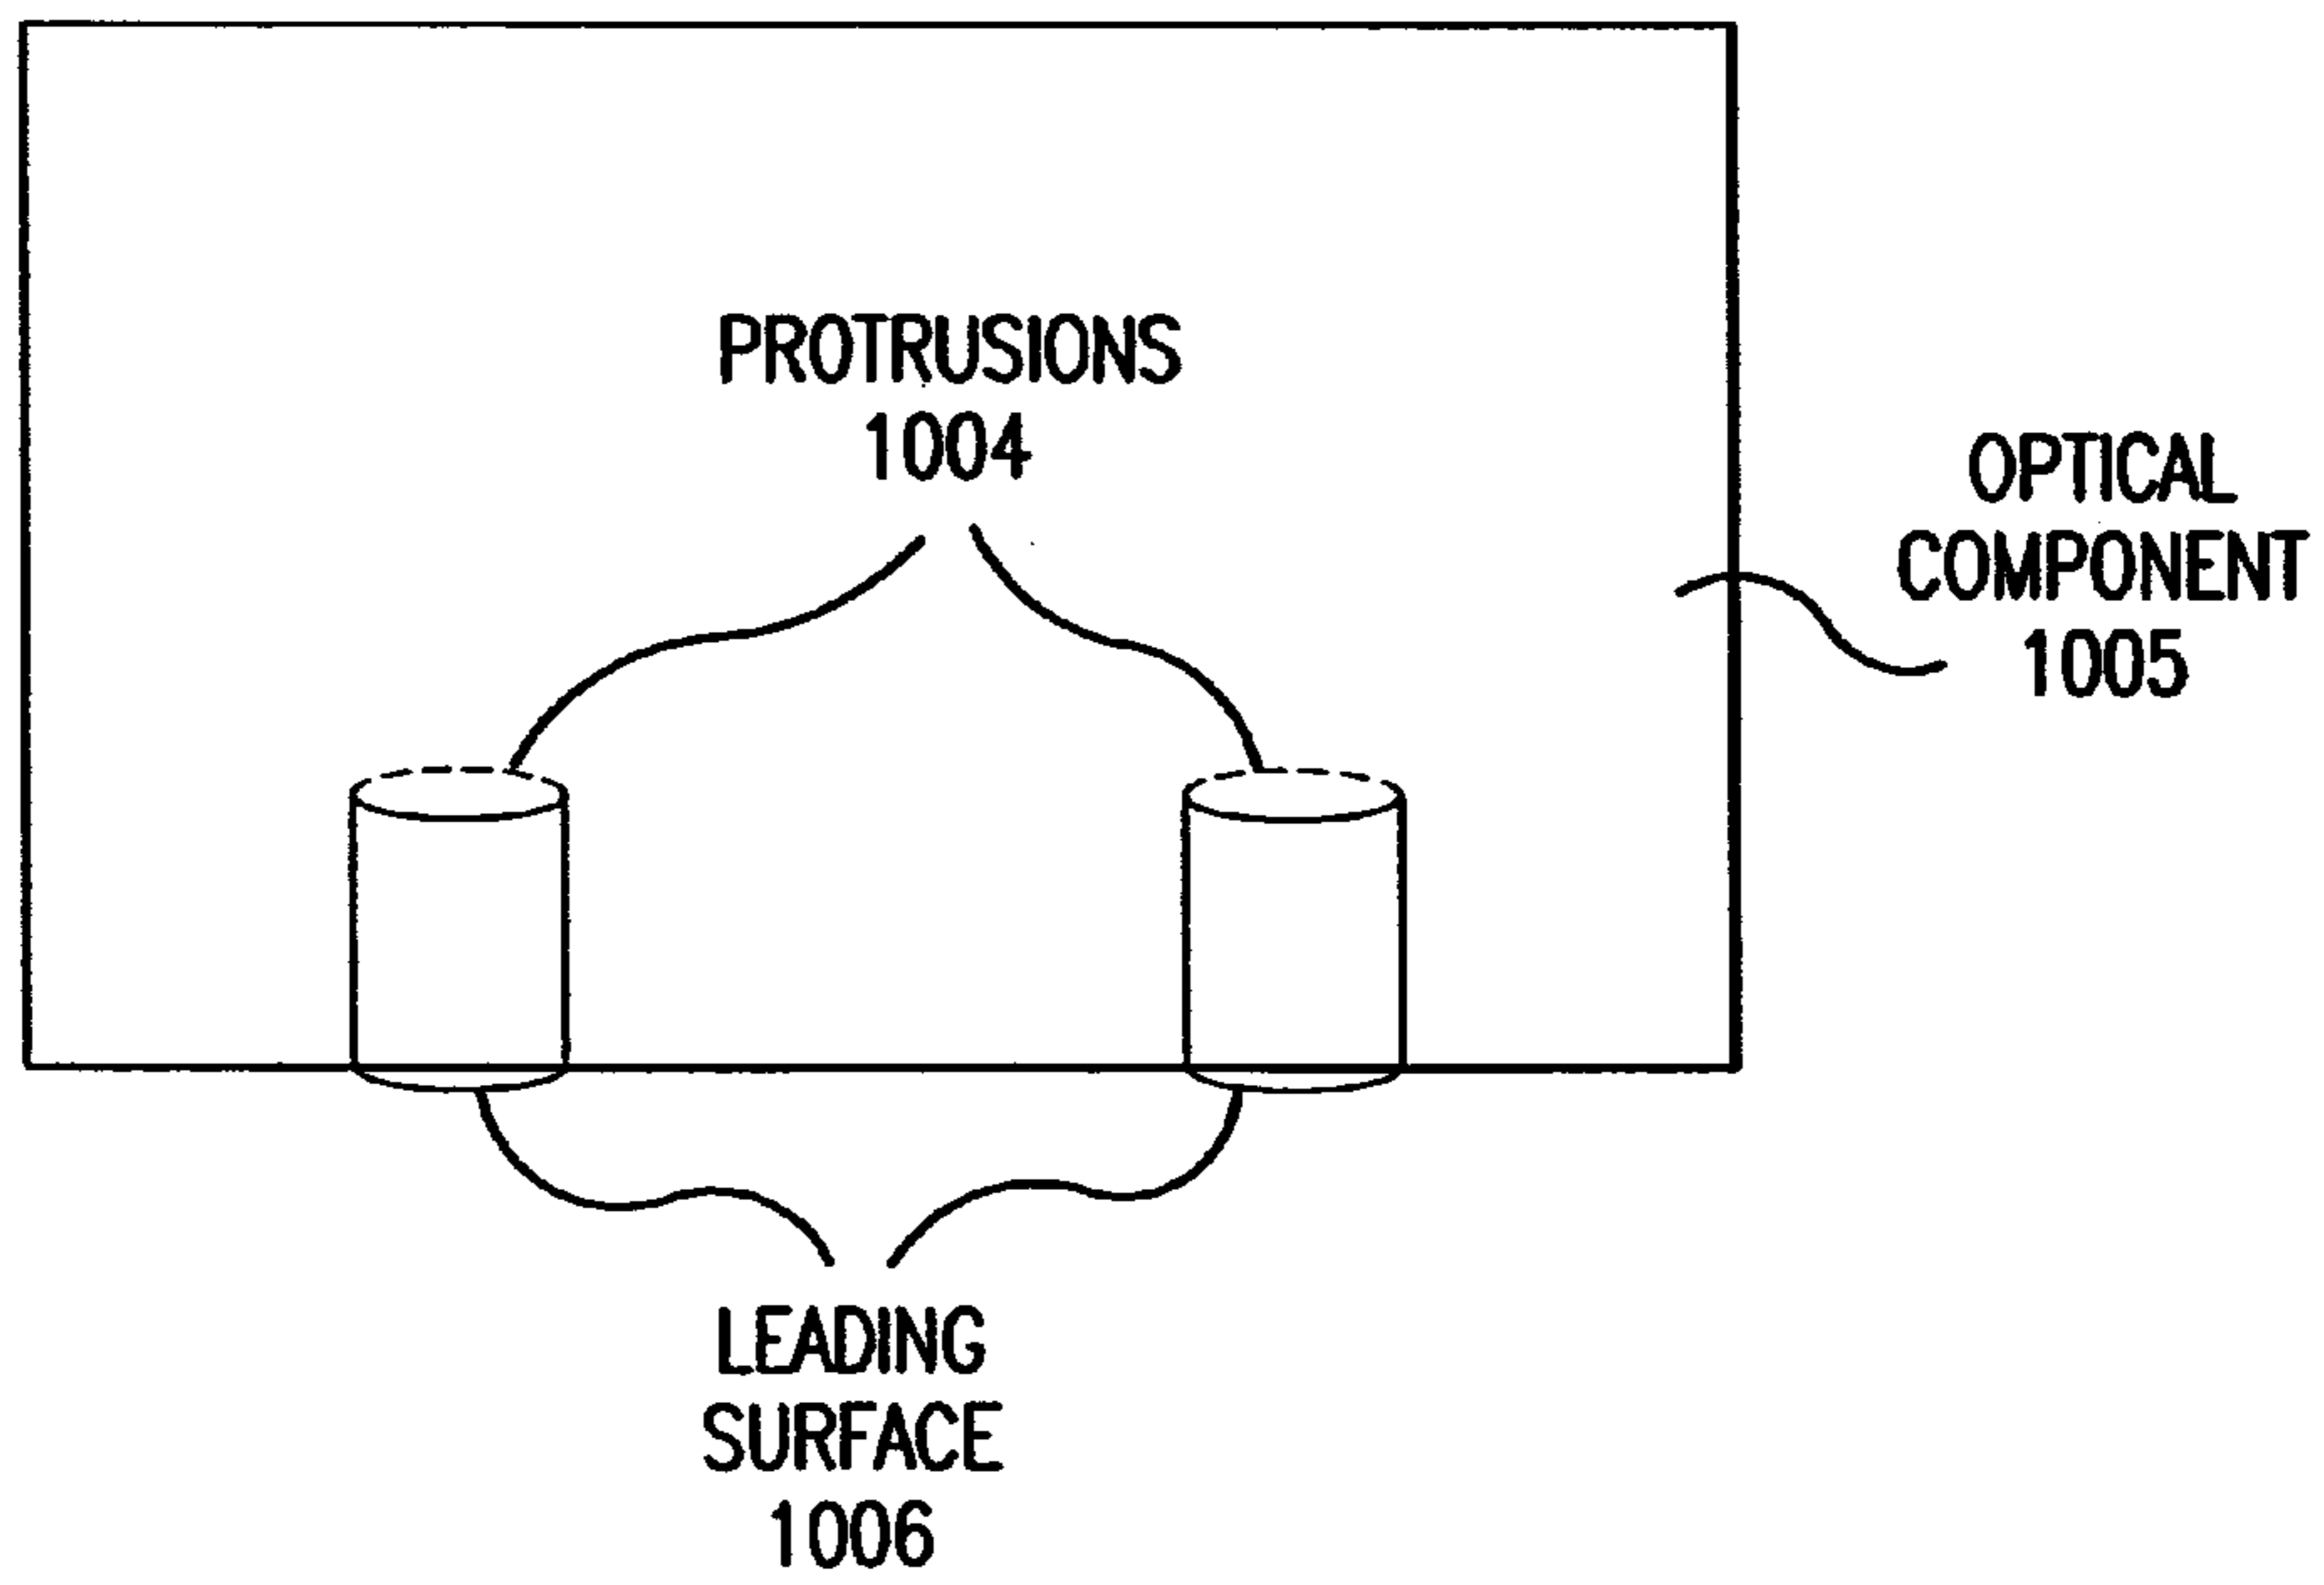 PROTRUSIONS
1004
OPTICAL
COMPONENT
1005
LEADING
SURFACE
1006